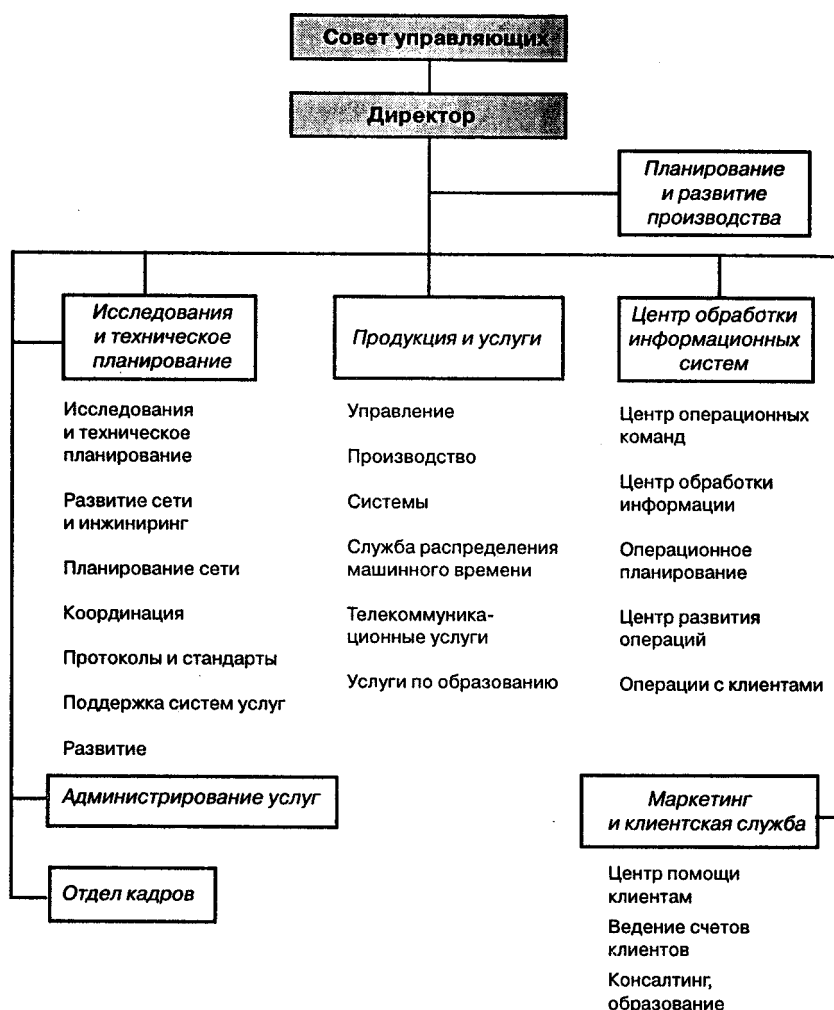 Совет управляющих
Директор
Планирование
и развитие
производства
Исследования
и техническое
планирование
Исследования
и техническое
планирование
Развитие сети
и инжиниринг
Планирование сети
Координация
Протоколы и стандарты
Поддержка систем услуг
Развитие
Продукция и услуги
Управление
Производство
Системы
Служба распределения
машинного времени
Телекоммуника-
ционные услуги
Услуги по образованию
Центр обработки
информационных
систем
Центр операционных
команд
Центр обработки
информации
Операционное
планирование
Центр развития
операций
Операции с клиентами
Администрирование услуг
Отдел кадров
Маркетинг
и клиентская служба
Центр помощи
клиентам
Ведение счетов
клиентов
Консалтинг,
образование